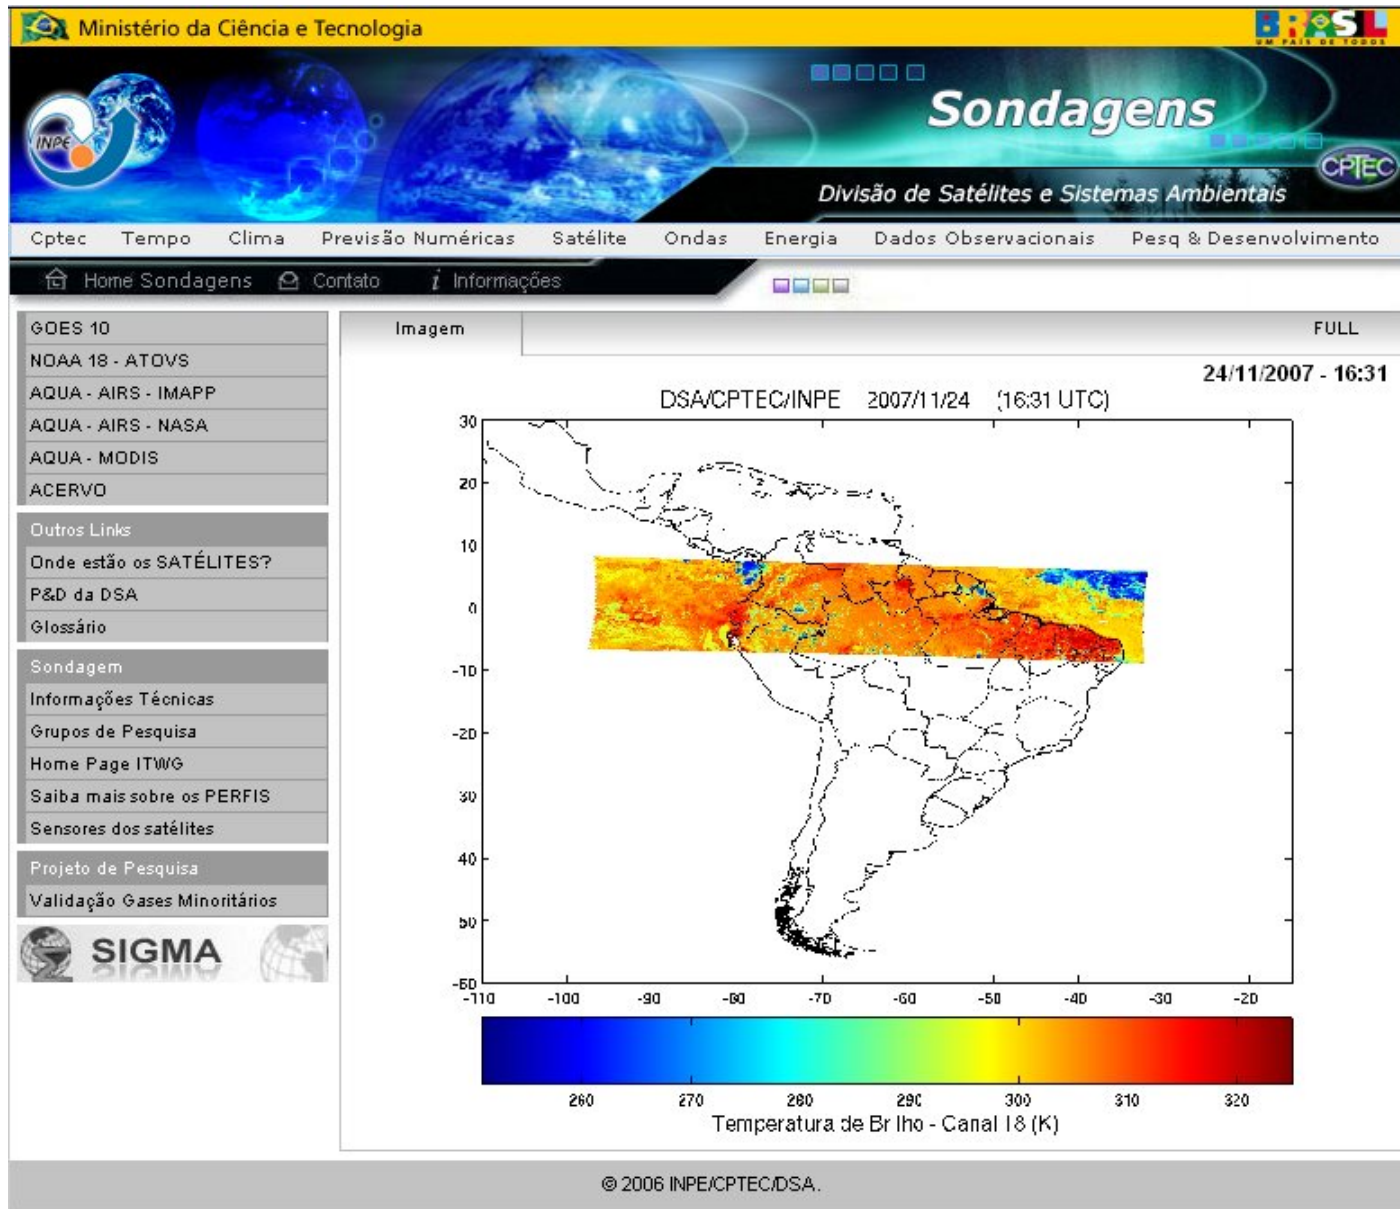 Ministério da Ciência e Tecnologia
BRASIL
UM PAÍS DE TODOS
INPE
Sondagens
CPTEC
Divisão de Satélites e Sistemas Ambientais
Cptec Tempo Clima Previsão Numéricas Satélite Ondas Energia Dados Observacionais Pesq & Desenvolvimento
Home Sondagens Contato i Informações
GOES 10
NOAA 18 - ATOVS
AQUA - AIRS - IMAPP
AQUA - AIRS - NASA
AQUA - MODIS
ACERVO
Outros Links
Onde estão os SATÉLITES?
P&D da DSA
Glossário
Sondagem
Informações Técnicas
Grupos de Pesquisa
Home Page ITWG
Saiba mais sobre os PERFIS
Sensores dos satélites
Projeto de Pesquisa
Validação Gases Minoritários
SIGMA
Imagem FULL
24/11/2007 - 16:31
DSA/CPTEC/INPE 2007/11/24 (16:31 UTC)
30
20
10
0
-10
-20
30
40
50
-60
-110 -100 -90 -80 -70 -60 -50 -40 -30 -20
260 270 280 290 300 310 320
Temperatura de Brilho - Canal 18 (K)
© 2006 INPE/CPTEC/DSA.